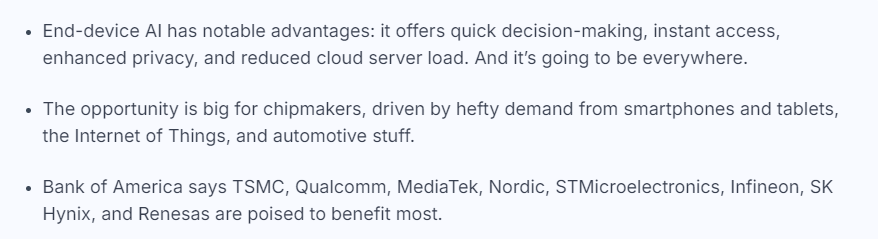 • End-device AI has notable advantages: it offers quick decision-making, instant access,
enhanced privacy, and reduced cloud server load. And it’s going to be everywhere.
• The opportunity is big for chipmakers, driven by hefty demand from smartphones and tablets,
the Internet of Things, and automotive stuff.
• Bank of America says TSMC, Qualcomm, MediaTek, Nordic, STMicroelectronics, Infineon, SK
Hynix, and Renesas are poised to benefit most.